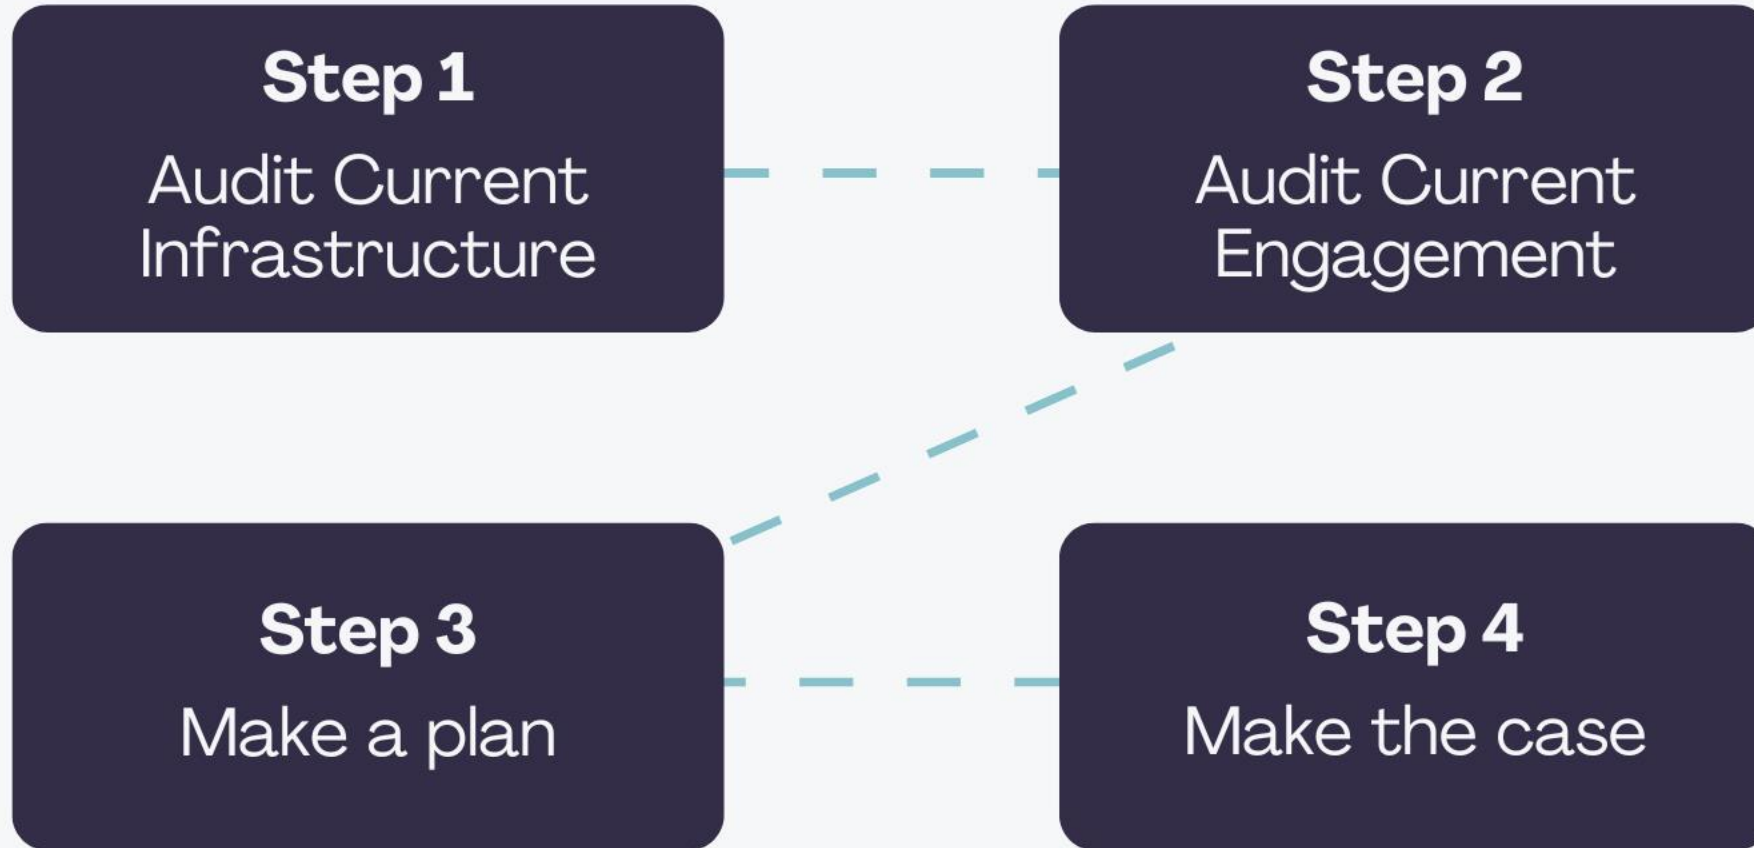 Step 1
Audit Current
Infrastructure
Step 2
Audit Current
Engagement
Step 3
Make a plan
Step 4
Make the case